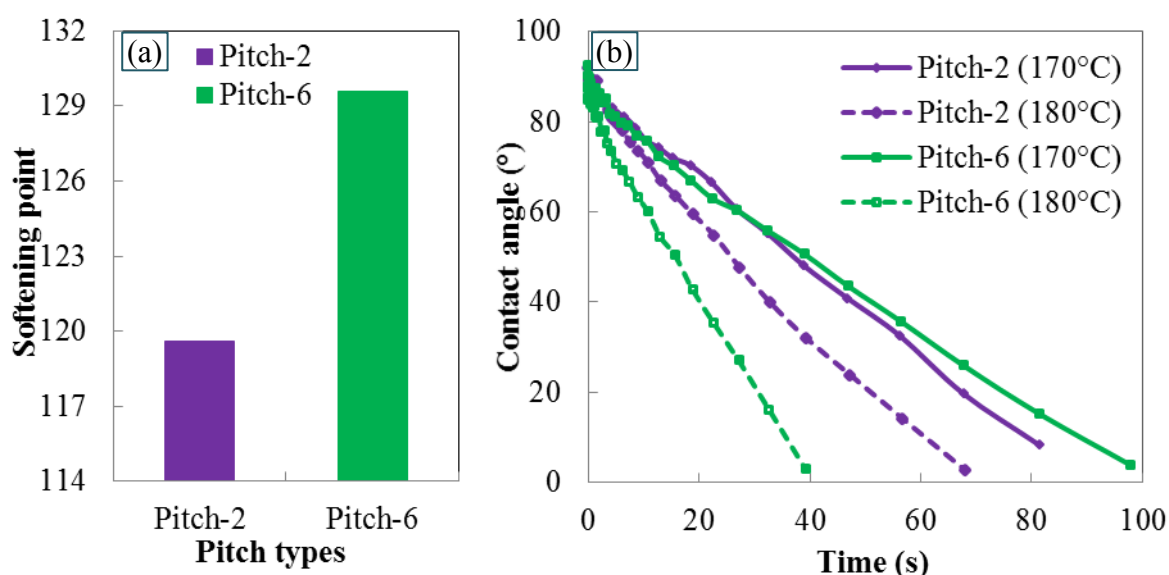 (a)
Pitch-2
Pitch-6
Softening point
132
129
126
123
120
117
114
Pitch-2 Pitch-6
Pitch types
(b)
Pitch-2 (170°C)
Pitch-2 (180°C)
Pitch-6 (170°C)
Pitch-6 (180°C)
Contact angle (°)
100
80
60
40
20
0
0 20 40 60 80 100
Time (s)